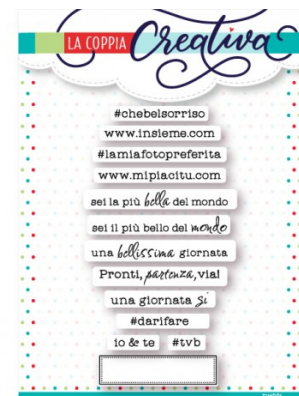 LA COPPIA Creativa
#chebelsorriso
www.insieme.com
#lamiafotopreferita
www.mipiacitu.com
sei la più bella del mondo
sei il più bello del mondo
una bellissima giornata
Pronti, partenza, via!
una giornata sì
#darifare
io & te #tvb